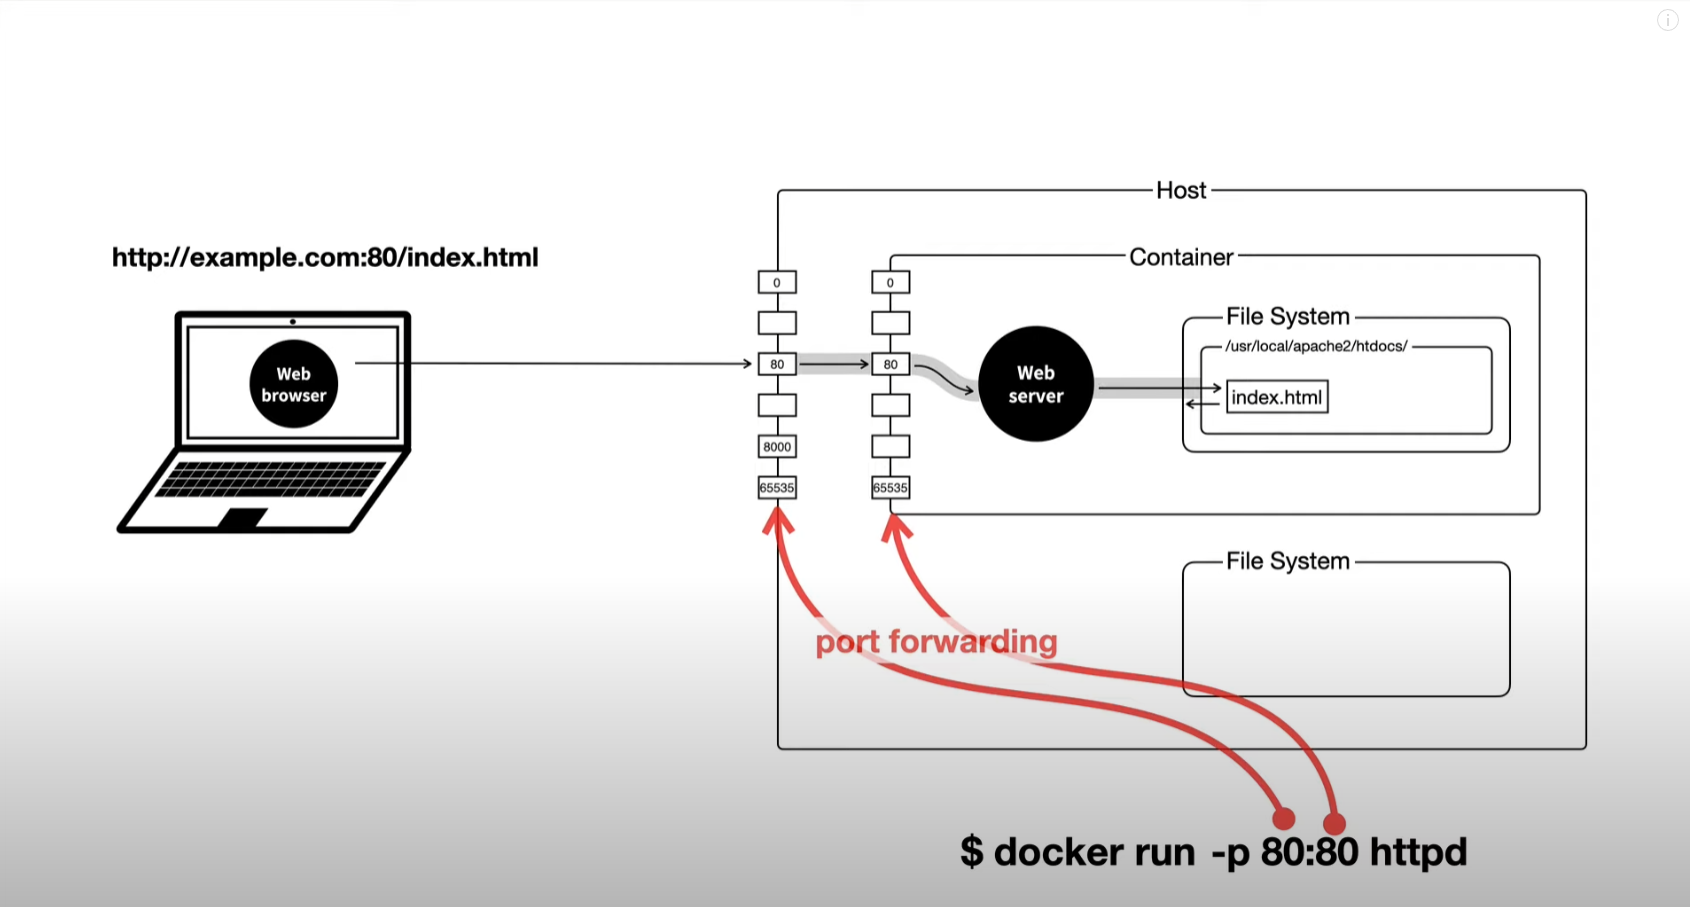 Host
http://example.com:80/index.html
Container
0
0
File System
/usr/local/apache2/htdocs/
80
80
Web
browser
Web
server
index.html
8000
65535
65535
File System
port forwarding
$ docker run -p 80:80 httpd